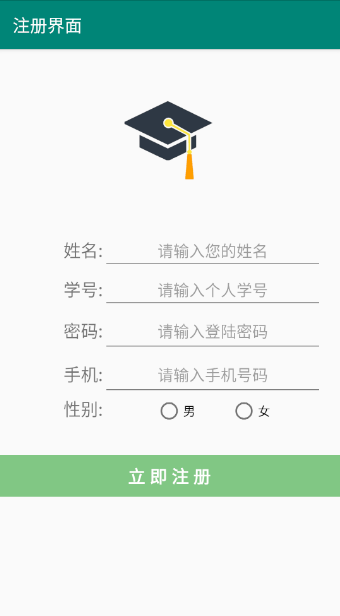 注册界面
姓名: 请输入您的姓名
学号: 请输入个人学号
密码: 请输入登陆密码
手机: 请输入手机号码
性别: 男 女
立即注册